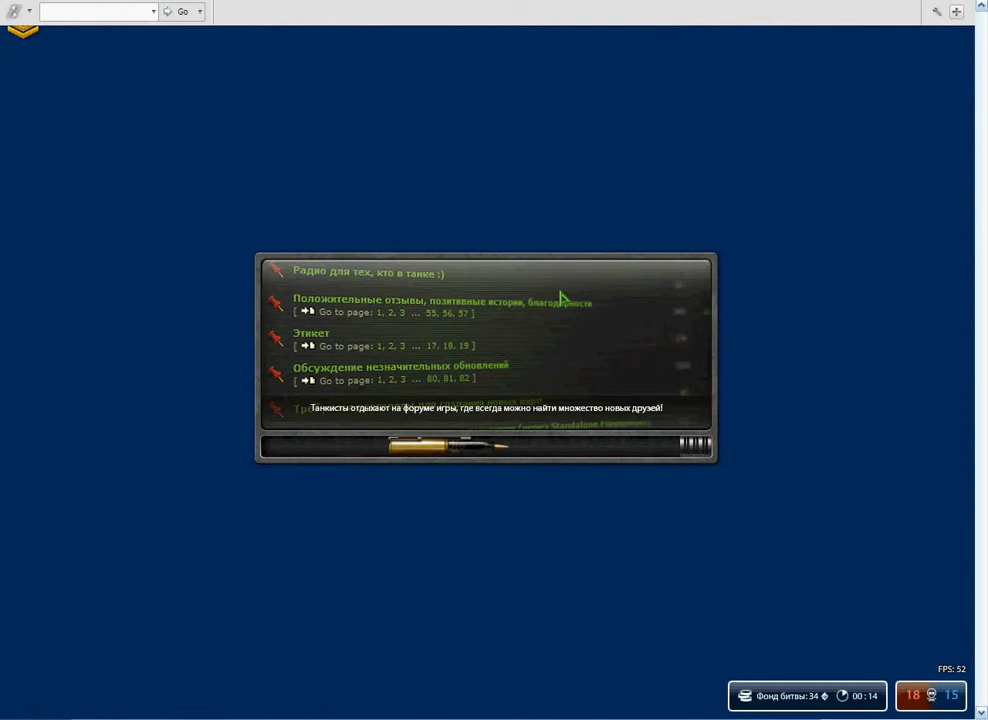 Go
Радио для тех, кто в танке :)
Положительные отзывы, позитивные истории, благодарности
[ Go to page: 1, 2, 3 ... 55, 56, 57 ]
Этикет
[ Go to page: 1, 2, 3 ... 17, 18, 19 ]
Обсуждение незначительных обновлений
[ Go to page: 1, 2, 3 ... 80, 81, 82 ]
Танкисты отдыхают на форуме игры, где всегда можно найти множество новых друзей!
FPS: 52
Фонд битвы: 34 00:14
18 15